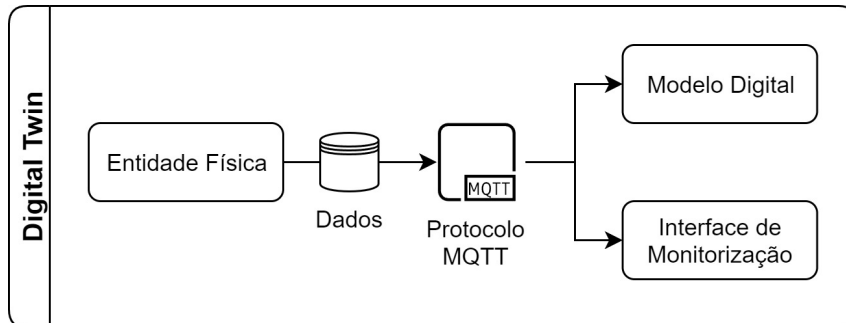 Digital Twin
Entidade Física
Dados
MQTT
Protocolo
MQTT
Modelo Digital
Interface de
Monitorização